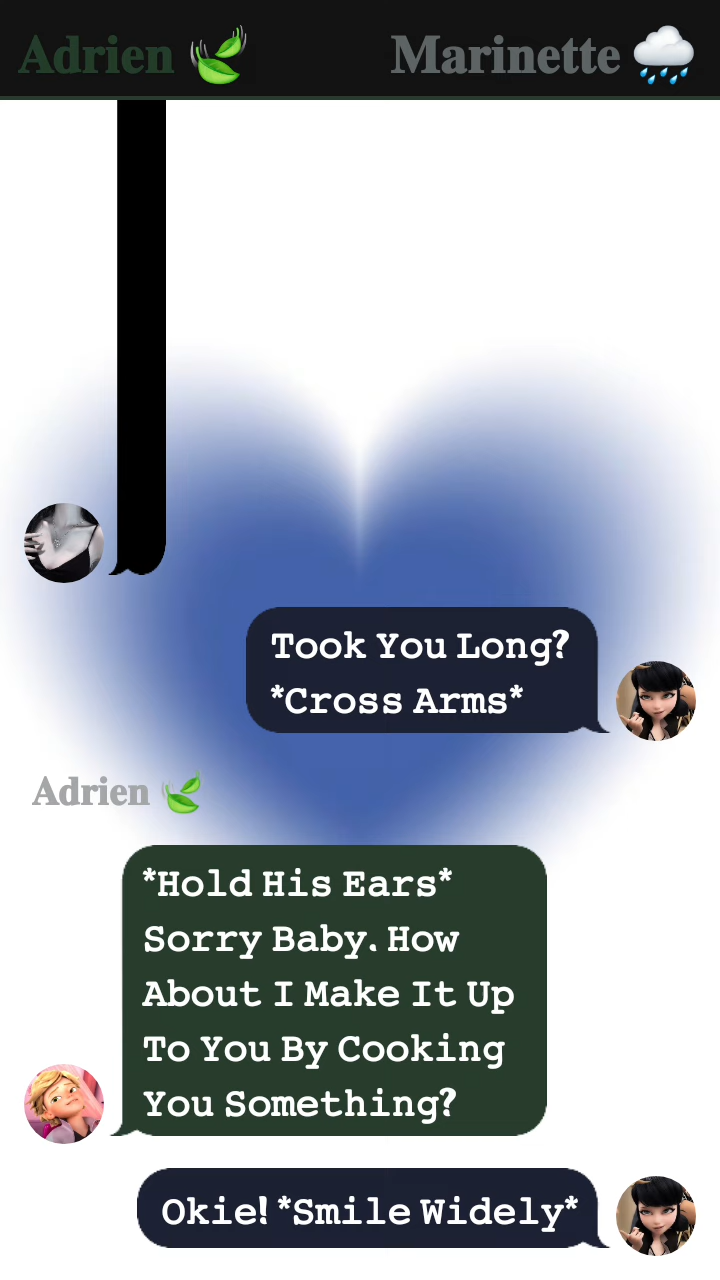 Adrien 🍃
Marinette 🌧️
Took You Long?
*Cross Arms*
Adrien 🍃
*Hold His Ears*
Sorry Baby. How
About I Make It Up
To You By Cooking
You Something?
Okie! *Smile Widely*